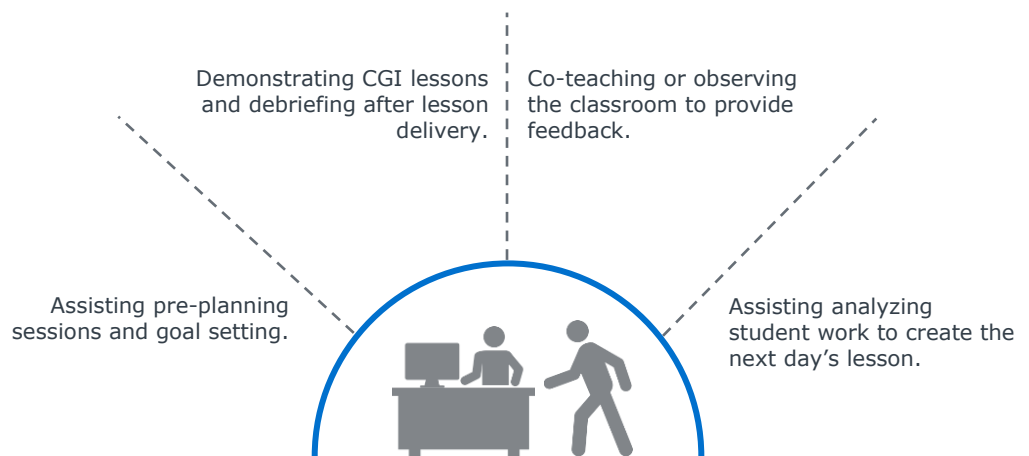 Demonstrating CGI lessons
and debriefing after lesson
delivery.
Co-teaching or observing
the classroom to provide
feedback.
Assisting pre-planning
sessions and goal setting.
Assisting analyzing
student work to create the
next day’s lesson.